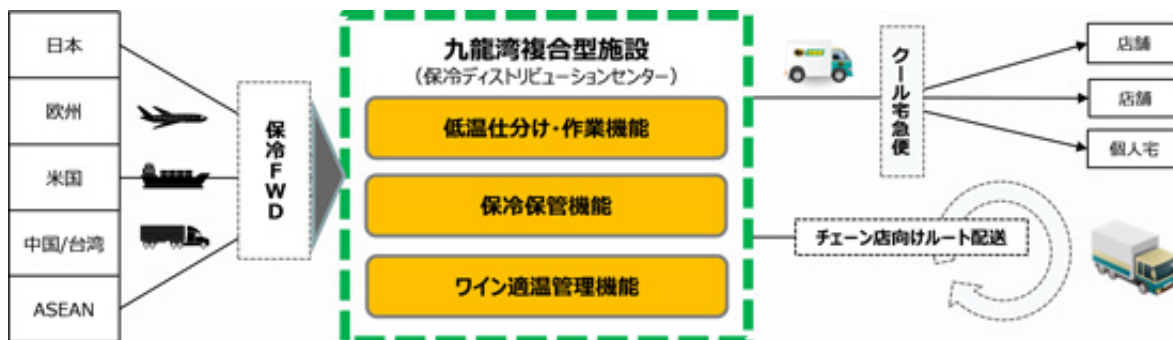 日本
欧州
米国
中国/台湾
ASEAN
保冷FWD
九龍湾複合型施設
(保冷ディストリビューションセンター)
低温仕分け・作業機能
保冷保管機能
ワイン適温管理機能
クール宅急便
店舗
店舗
個人宅
チェーン店向けルート配送